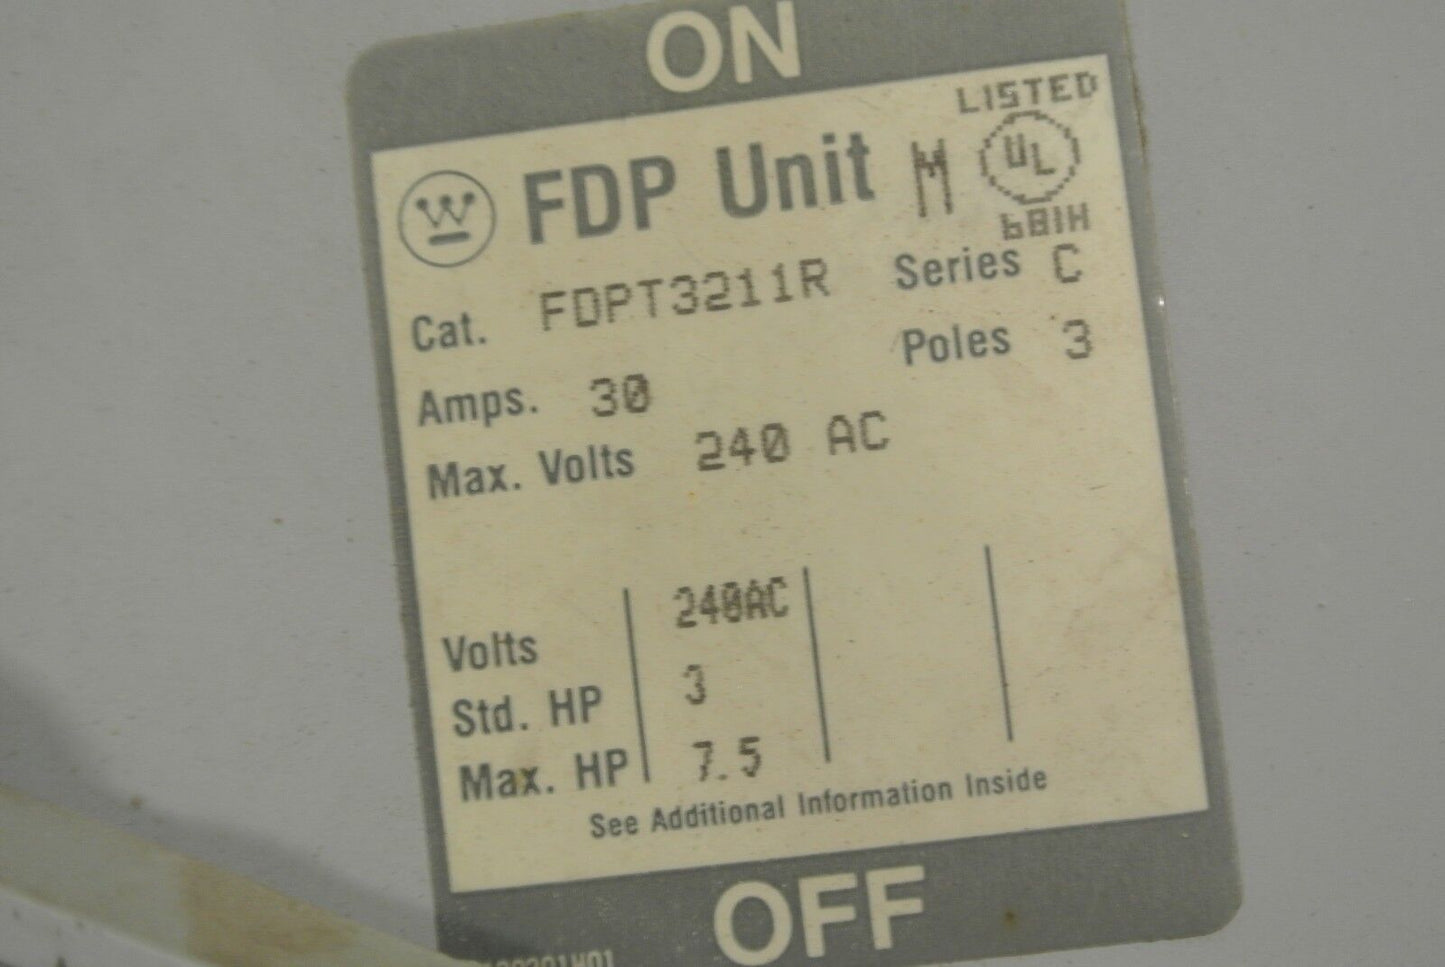 ON
FDP Unit M
LISTED
UL
681H
Cat. FDPT3211R Series C
Amps. 30 Poles 3
Max. Volts 240 AC
Volts 240AC
Std. HP 3
Max. HP 7.5
See Additional Information Inside
OFF